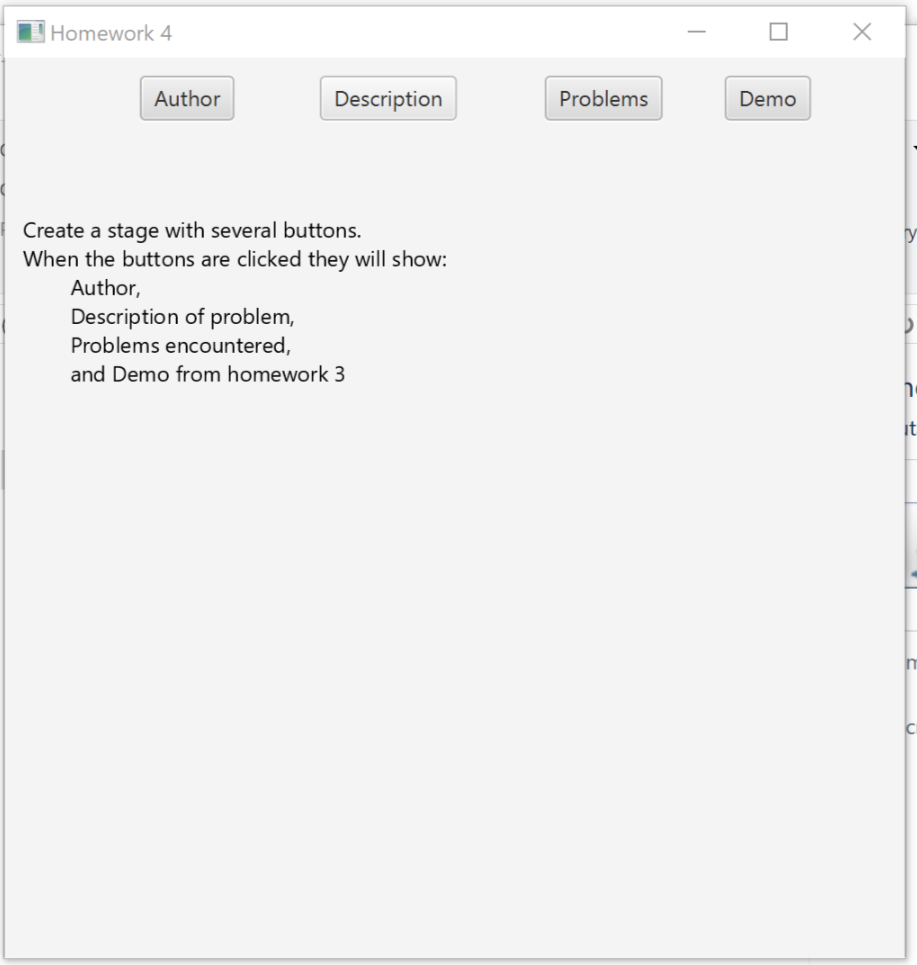 Homework 4
Author Description Problems Demo
Create a stage with several buttons.
When the buttons are clicked they will show:
Author,
Description of problem,
Problems encountered,
and Demo from homework 3